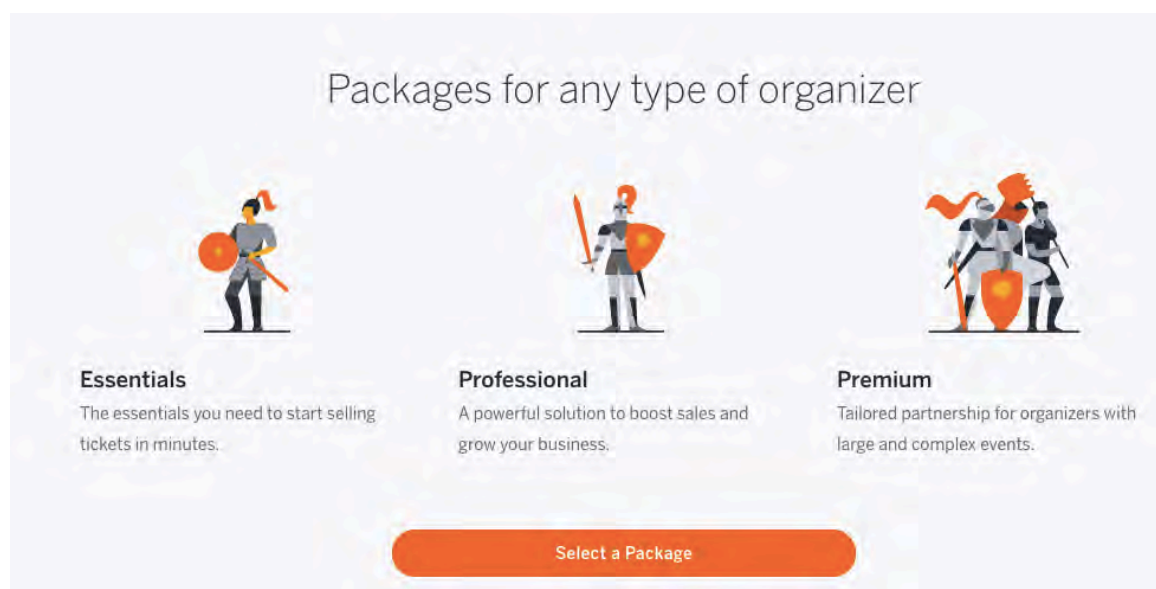 Packages for any type of organizer
Essentials
The essentials you need to start selling
tickets in minutes.
Professional
A powerful solution to boost sales and
grow your business.
Premium
Tailored partnership for organizers with
large and complex events.
Select a Package